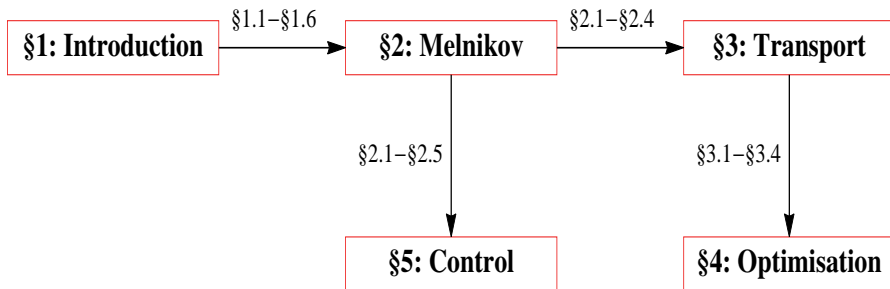 §1.1−§1.6
§2.1−§2.4
§1: Introduction
§2: Melnikov
§3: Transport
§2.1−§2.5
§3.1−§3.4
§5: Control
§4: Optimisation